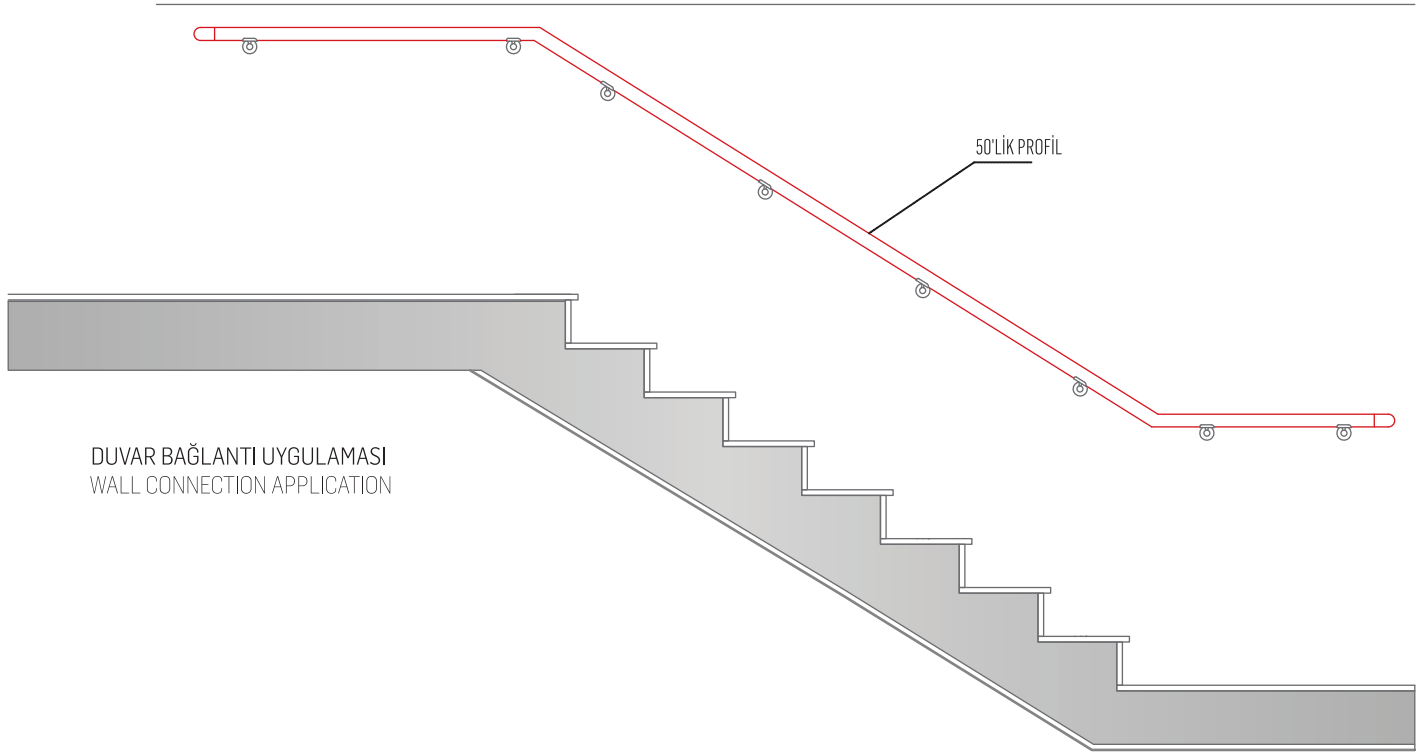 50'LİK PROFİL
DUVAR BAĞLANTI UYGULAMASI
WALL CONNECTION APPLICATION